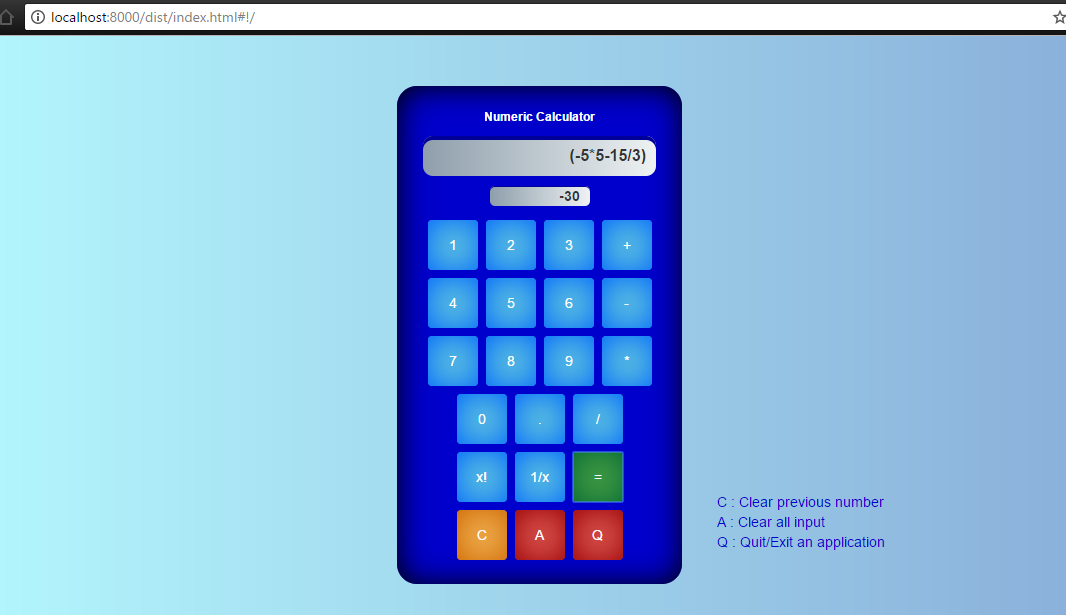 localhost:8000/dist/index.html#!/
Numeric Calculator
(-5*5-15/3)
-30
1 2 3 +
4 5 6 -
7 8 9 *
0 . /
x! 1/x =
C A Q
C : Clear previous number
A : Clear all input
Q : Quit/Exit an application